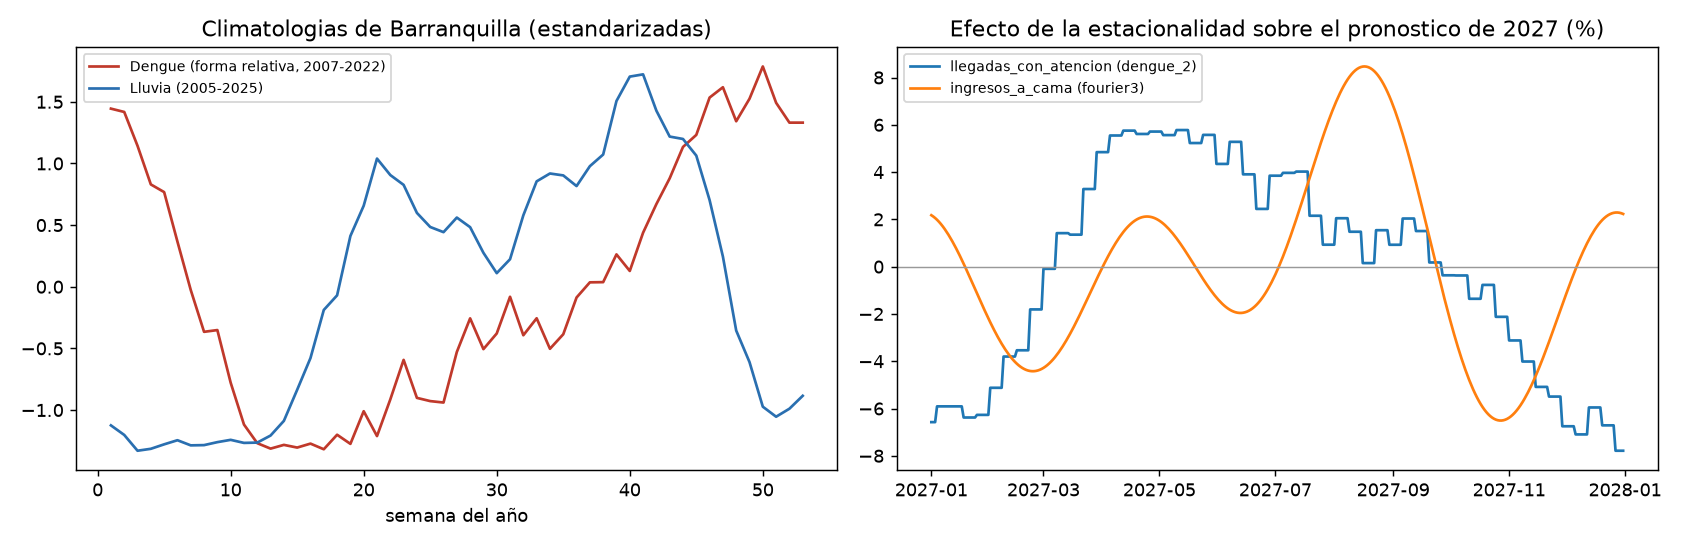 Climatologias de Barranquilla (estandarizadas)
Dengue (forma relativa, 2007-2022)
Lluvia (2005-2025)
1.5
1.0
0.5
0.0
−0.5
−1.0
0 10 20 30 40 50
semana del año
Efecto de la estacionalidad sobre el pronostico de 2027 (%)
llegadas_con_atencion (dengue_2)
ingresos_a_cama (fourier3)
8
6
4
2
0
−2
−4
−6
−8
2027-01 2027-03 2027-05 2027-07 2027-09 2027-11 2028-01